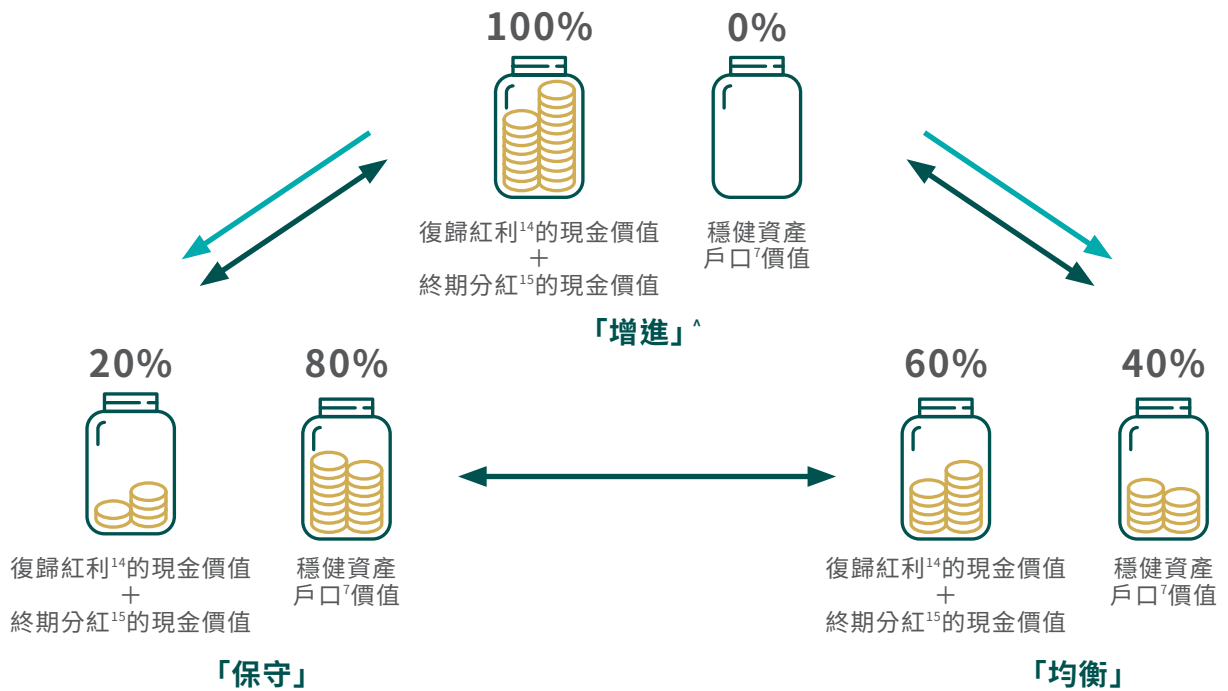 100%
0%
復歸紅利14的現金價值
+
終期分紅15的現金價值
穩健資產
戶口7價值
「增進」^
20%
80%
復歸紅利14的現金價值
+
終期分紅15的現金價值
穩健資產
戶口7價值
「保守」
60%
40%
復歸紅利14的現金價值
+
終期分紅15的現金價值
穩健資產
戶口7價值
「均衡」